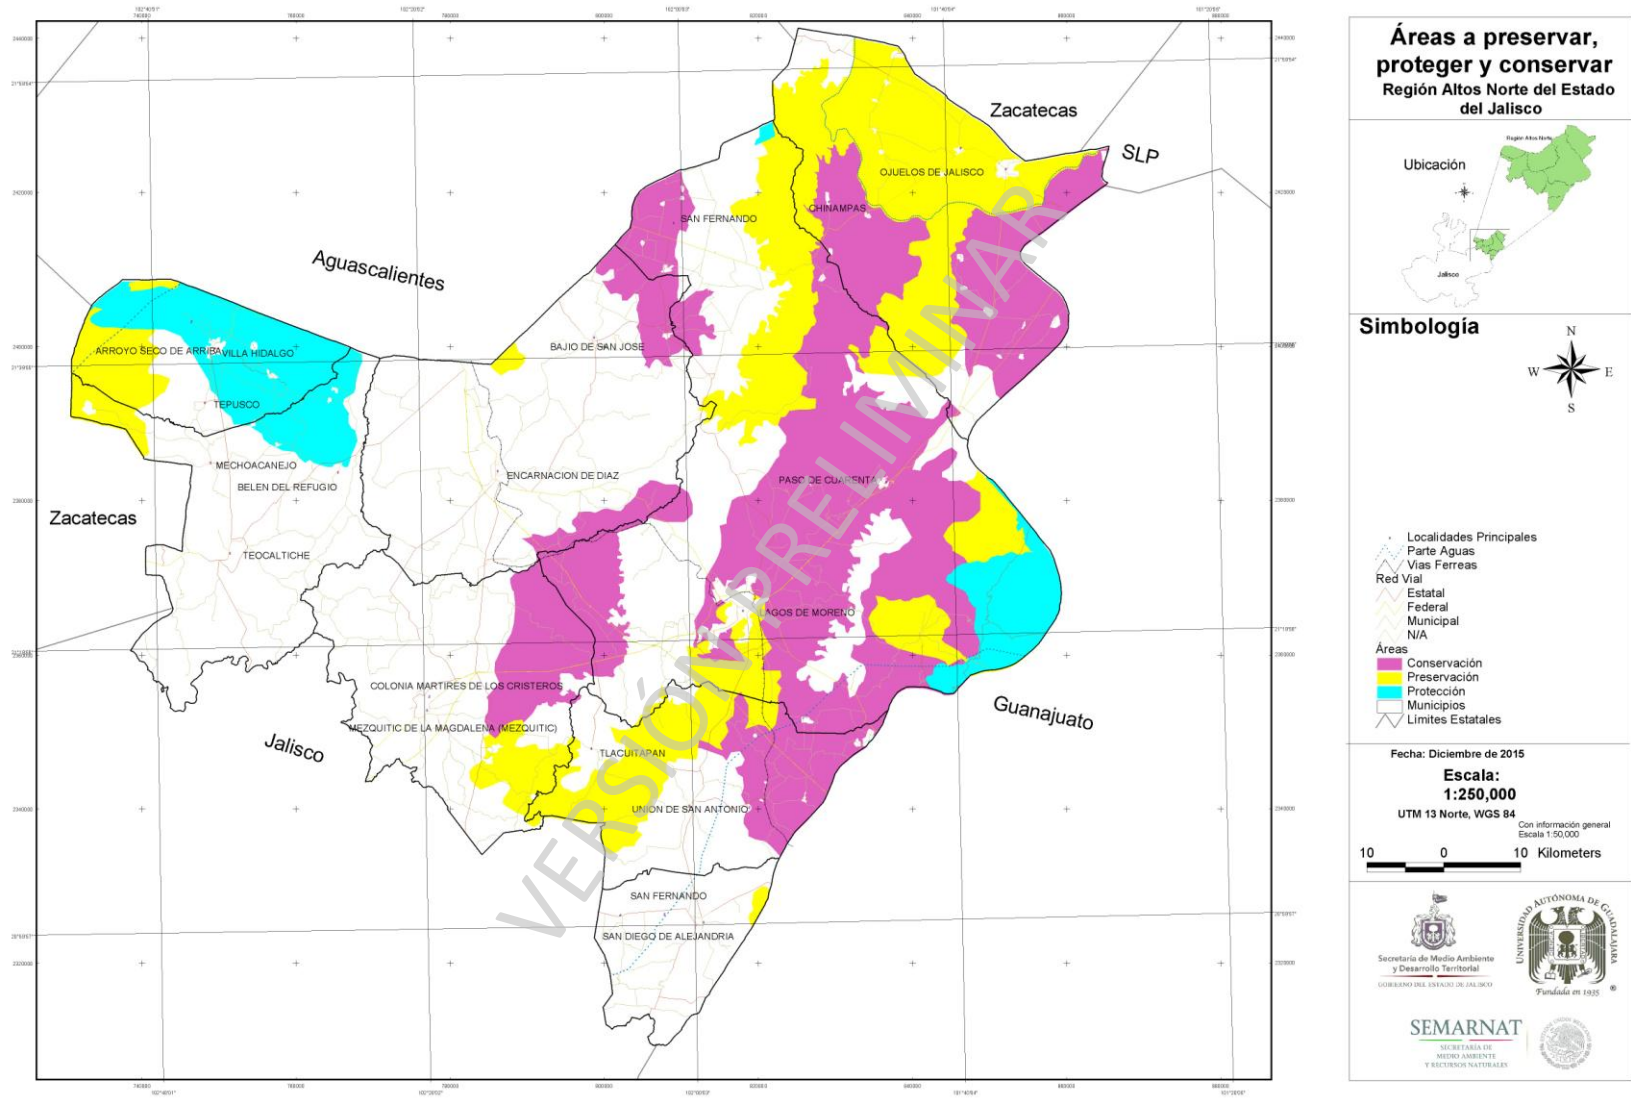 Áreas a preservar,
proteger y conservar
Región Altos Norte del Estado
del Jalisco
Ubicación
Región Altos Norte
Jalisco
Simbología
N
W
E
S
Localidades Principales
Parte Aguas
Vias Ferreas
Red Vial
Estatal
Federal
Municipal
N/A
Áreas
Conservación
Preservación
Protección
Municipios
Límites Estatales
Fecha: Diciembre de 2015
Escala:
1:250,000
UTM 13 Norte, WGS 84
Con información general
Escala 1:50,000
10 0 10 Kilometers
Secretaría de Medio Ambiente
y Desarrollo Territorial
GOBIERNO DEL ESTADO DE JALISCO
UNIVERSIDAD AUTÓNOMA DE GUADALAJARA
Fundada en 1935
®
SEMARNAT
SECRETARÍA DE
MEDIO AMBIENTE
Y RECURSOS NATURALES
Zacatecas
SLP
OJUELOS DE JALISCO
CHINAMPAS
SAN FERNANDO
Aguascalientes
BAJIO DE SAN JOSE
ARROYO SECO DE ARRIBA
VILLA HIDALGO
TEPUSCO
MECHOACANEJO
BELEN DEL REFUGIO
ENCARNACION DE DIAZ
PASO DE CUARENTA
Zacatecas
TEOCALTICHE
LAGOS DE MORENO
COLONIA MARTIRES DE LOS CRISTEROS
MEZQUITIC DE LA MAGDALENA (MEZQUITIC)
Guanajuato
Jalisco
TLACUITAPAN
UNION DE SAN ANTONIO
SAN FERNANDO
SAN DIEGO DE ALEJANDRIA
VERSIÓN PRELIMINAR